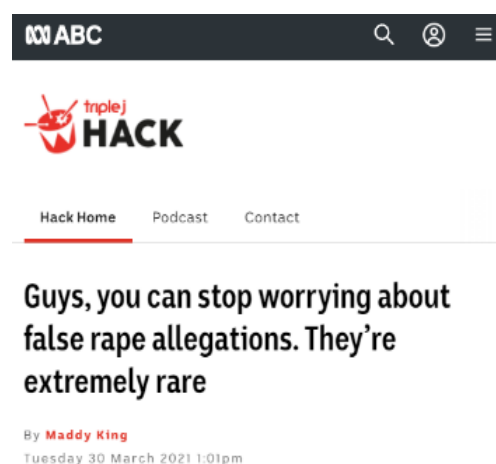 ABC
triple j
HACK
Hack Home Podcast Contact
Guys, you can stop worrying about
false rape allegations. They're
extremely rare
By Maddy King
Tuesday 30 March 2021 1:01pm